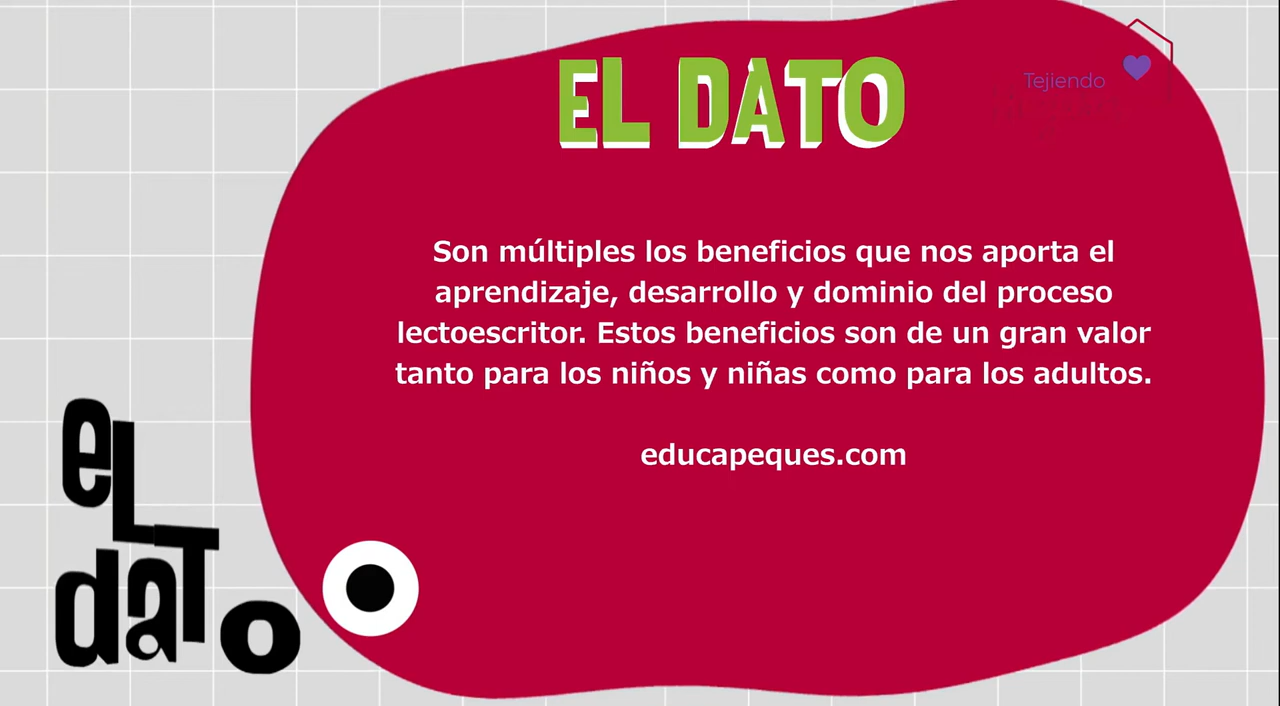 EL DATO
Tejiendo
Son múltiples los beneficios que nos aporta el
aprendizaje, desarrollo y dominio del proceso
lectoescritor. Estos beneficios son de un gran valor
tanto para los niños y niñas como para los adultos.
educapeques.com
eL
daTo